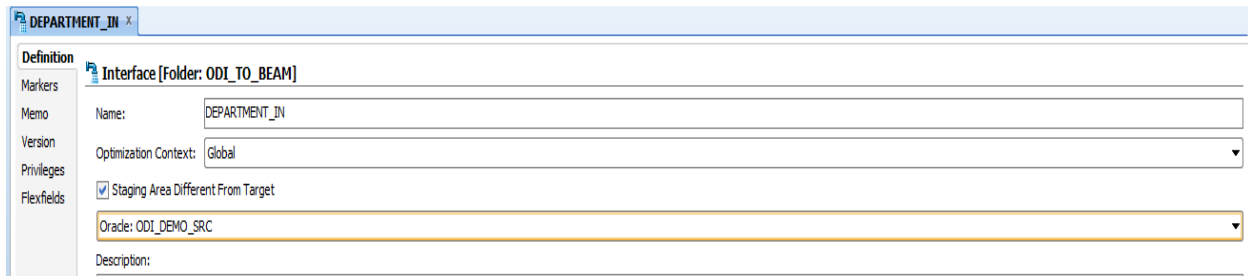 DEPARTMENT_IN x
Definition
Markers
Memo
Version
Privileges
Flexfields
Interface [Folder: ODI_TO_BEAM]
Name: DEPARTMENT_IN
Optimization Context: Global
Staging Area Different From Target
Oracle: ODI_DEMO_SRC
Description: